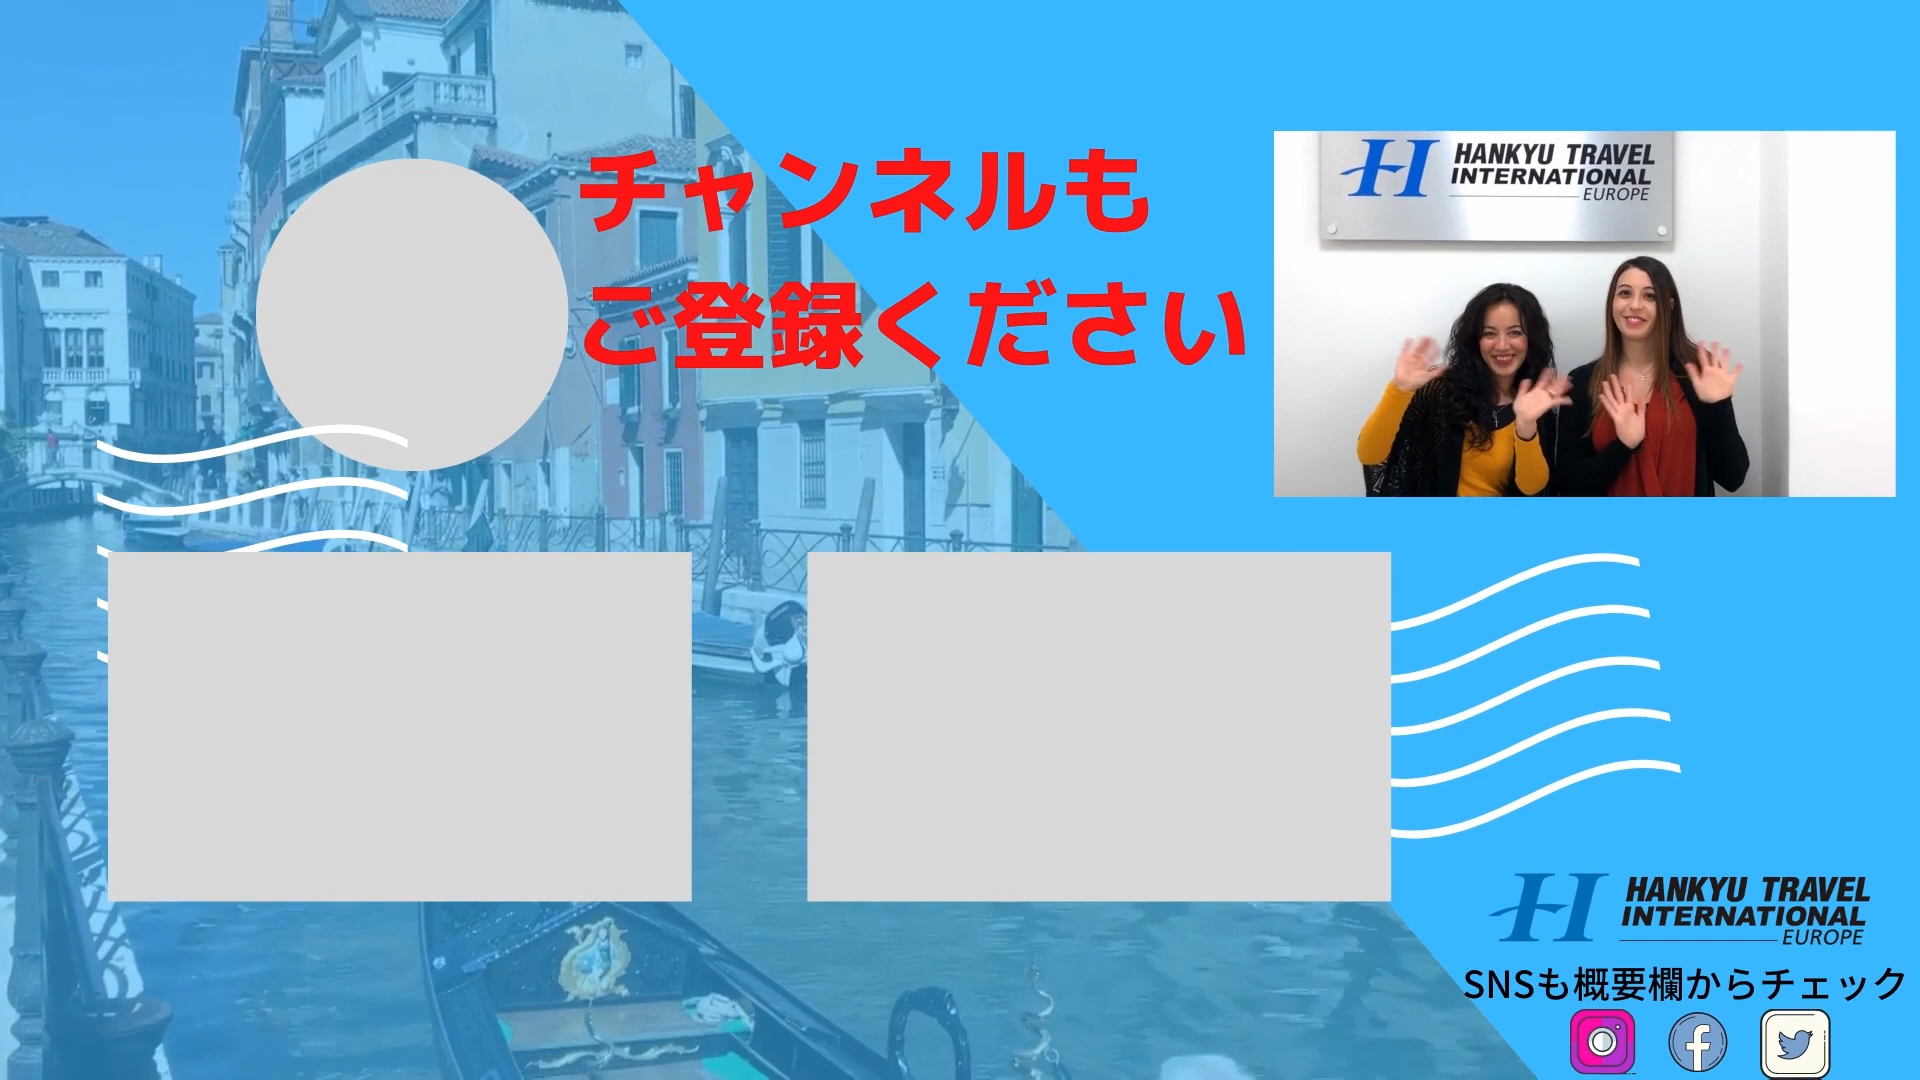 チャンネルも
ご登録ください
HANKYU TRAVEL
INTERNATIONAL
EUROPE
HANKYU TRAVEL
INTERNATIONAL
EUROPE
SNSも概要欄からチェック